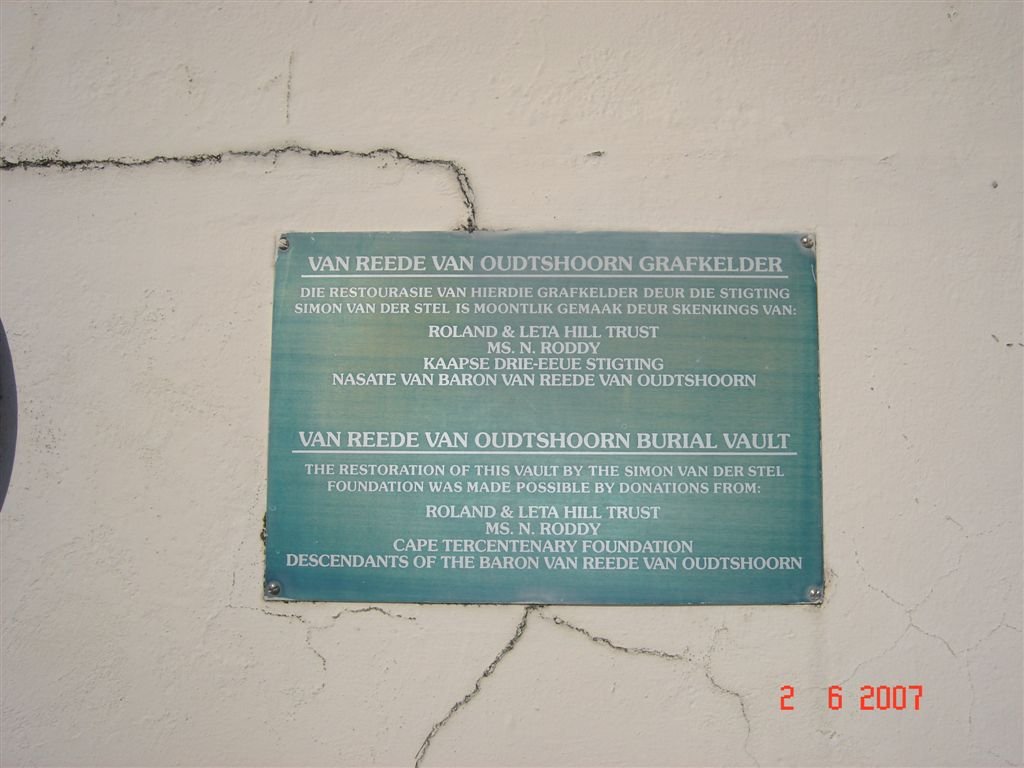 VAN REEDE VAN OUDTSHOORN GRAFKELDER
DIE RESTOURASIE VAN HIERDIE GRAFKELDER DEUR DIE STIGTING
SIMON VAN DER STEL IS MOONTLIK GEMAAK DEUR SKENKINGS VAN:
ROLAND & LETA HILL TRUST
MS. N. RODDY
KAAPSE DRIE-EEUE STIGTING
NASATE VAN BARON VAN REEDE VAN OUDTSHOORN
VAN REEDE VAN OUDTSHOORN BURIAL VAULT
THE RESTORATION OF THIS VAULT BY THE SIMON VAN DER STEL
FOUNDATION WAS MADE POSSIBLE BY DONATIONS FROM:
ROLAND & LETA HILL TRUST
MS. N. RODDY
CAPE TERCENTENARY FOUNDATION
DESCENDANTS OF THE BARON VAN REEDE VAN OUDTSHOORN
2 6 2007